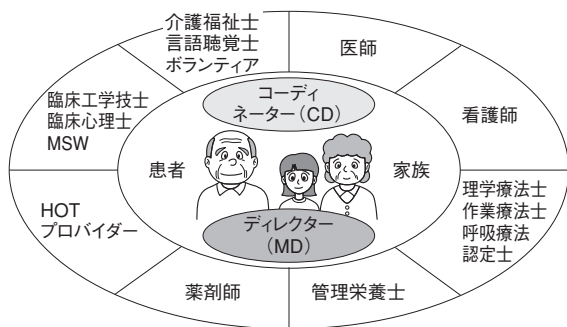 介護福祉士
言語聴覚士
ボランティア
医師
看護師
理学療法士
作業療法士
呼吸療法
認定士
管理栄養士
薬剤師
HOT
プロバイダー
臨床工学技士
臨床心理士
MSW
コーディ
ネーター(CD)
患者
家族
ディレクター
(MD)